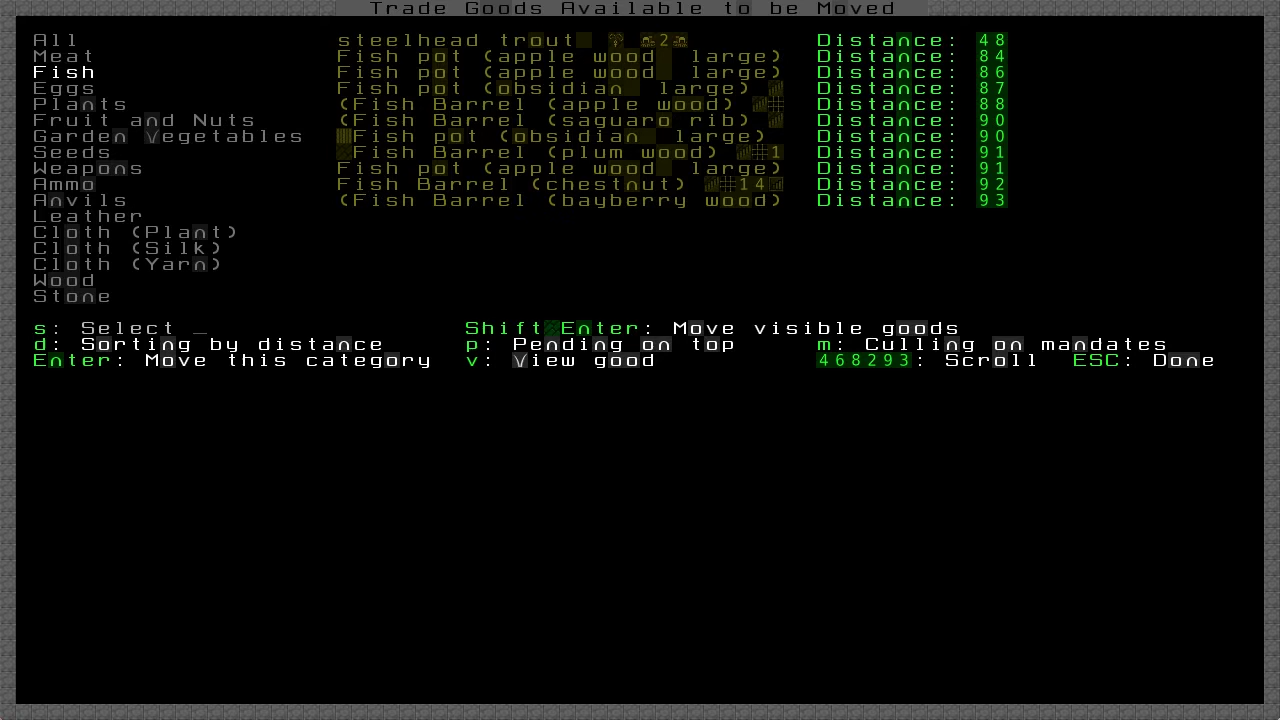 Trade Goods Available to be Moved
All steelhead trout 2 Distance: 48
Meat Fish pot (apple wood large) Distance: 84
Fish Fish pot (apple wood large) Distance: 86
Eggs Fish pot (obsidian large) Distance: 87
Plants (Fish Barrel (apple wood) Distance: 88
Fruit and Nuts (Fish Barrel (saguaro rib) Distance: 90
Garden Vegetables Fish pot (obsidian large) Distance: 90
Seeds Fish Barrel (plum wood) 1 Distance: 91
Weapons Fish pot (apple wood large) Distance: 91
Ammo Fish Barrel (chestnut) 14 Distance: 92
Anvils (Fish Barrel (bayberry wood) Distance: 93
Leather
Cloth (Plant)
Cloth (Silk)
Cloth (Yarn)
Wood
Stone
s: Select _ Shift Enter: Move visible goods
d: Sorting by distance p: Pending on top m: Culling on mandates
Enter: Move this category v: View good 468293: Scroll ESC: Done